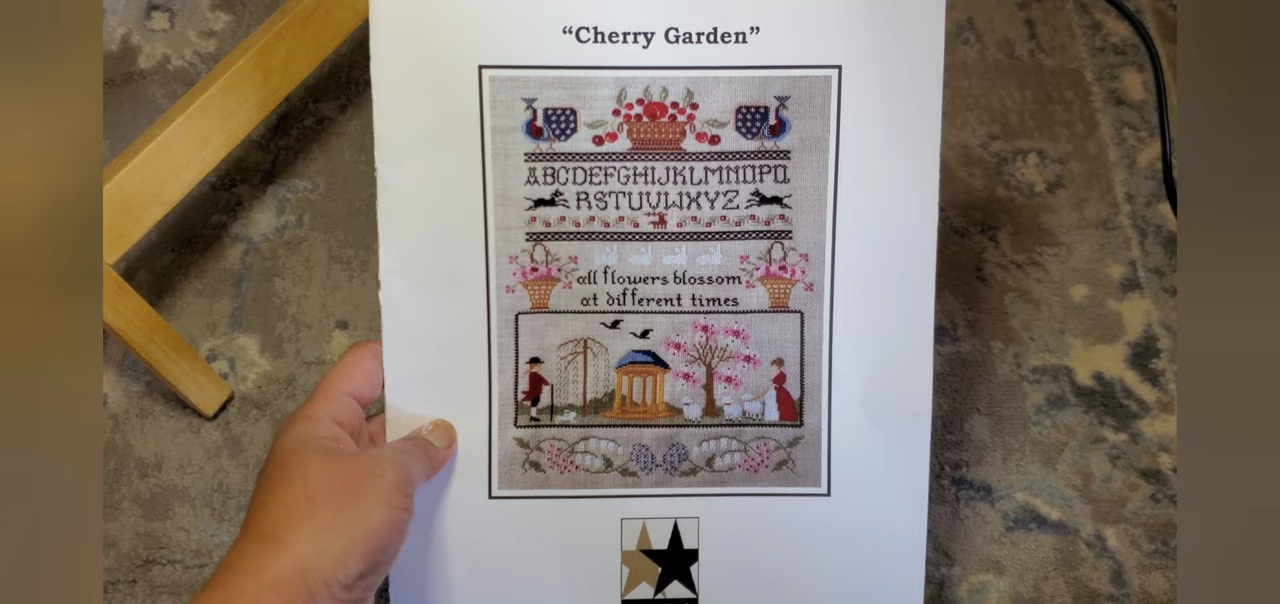 “Cherry Garden”
ABCDEFGHIJKLMNOPQ
RSTUVWXYZ
all flowers blossom
at different times